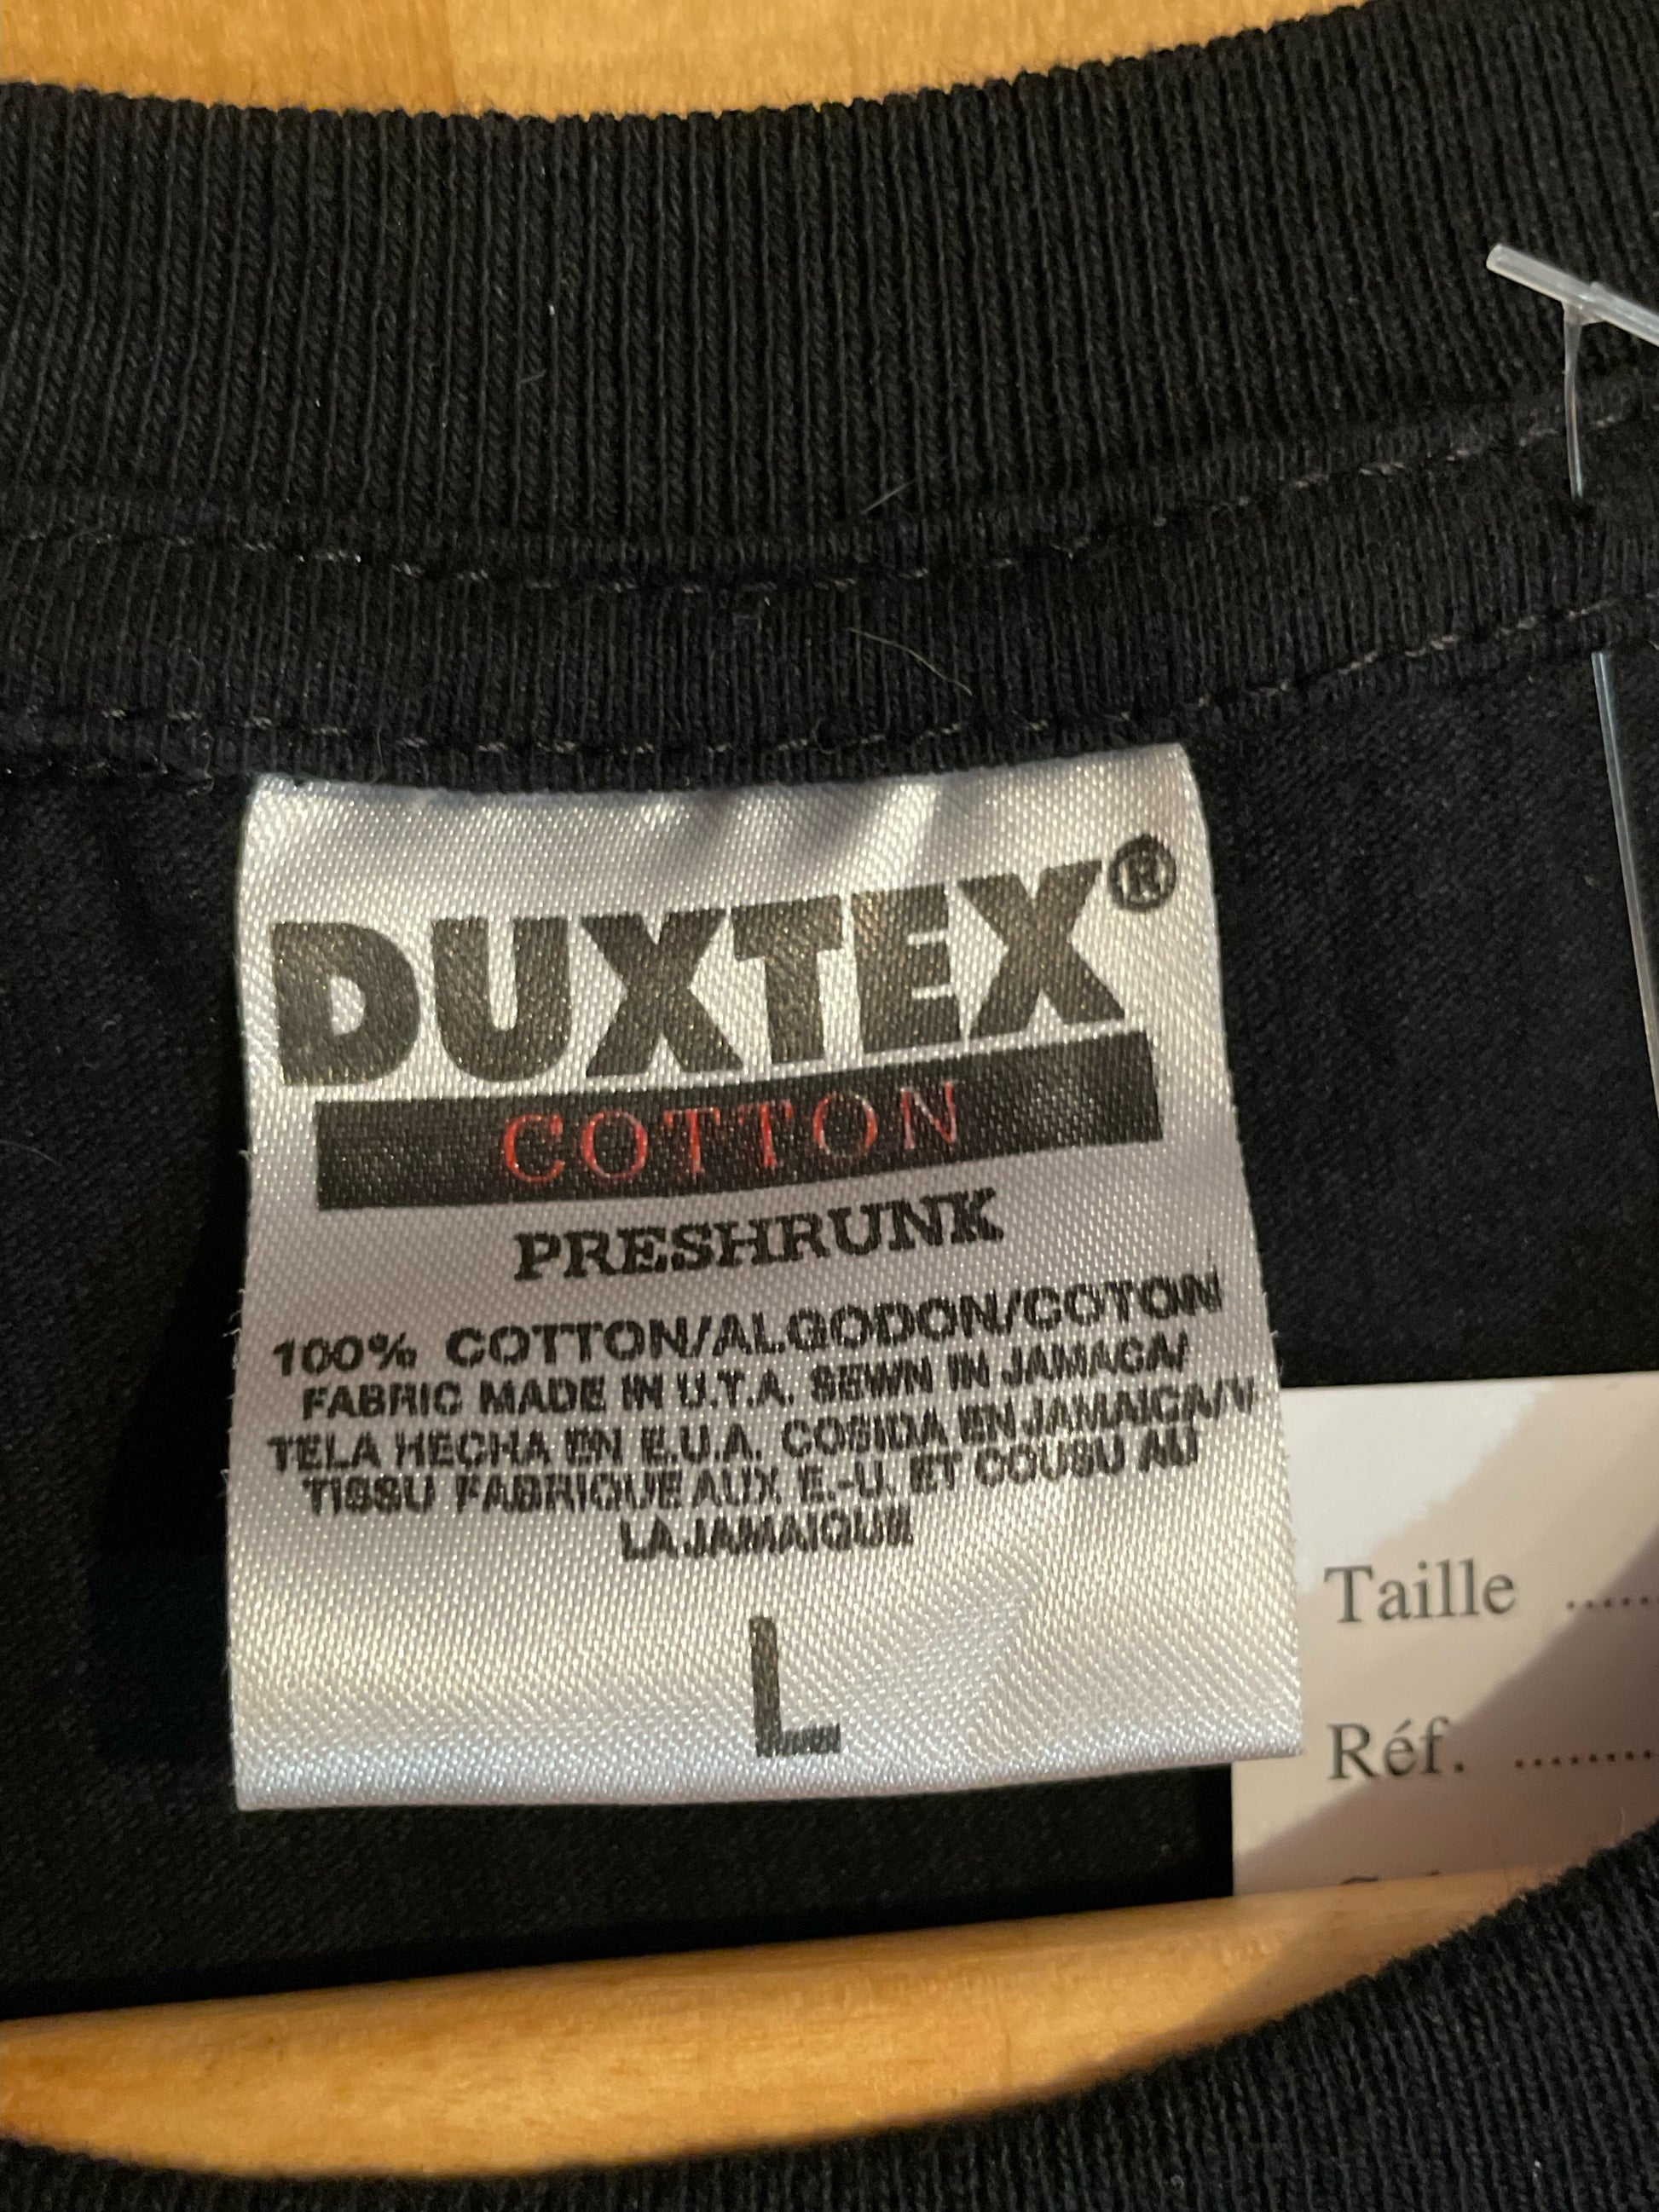 DUXTEX®
COTTON
PRESHRUNK
100% COTTON/ALGODON/COTON
FABRIC MADE IN U.T.A. SEWN IN JAMACA/
TELA HECHA EN E.U.A. COSIDA EN JAMAICA/V
TISSU FABRIQUE AUX E.-U. ET COUSU AU
LA JAMAIQUE
L
Taille ......
Réf. .........